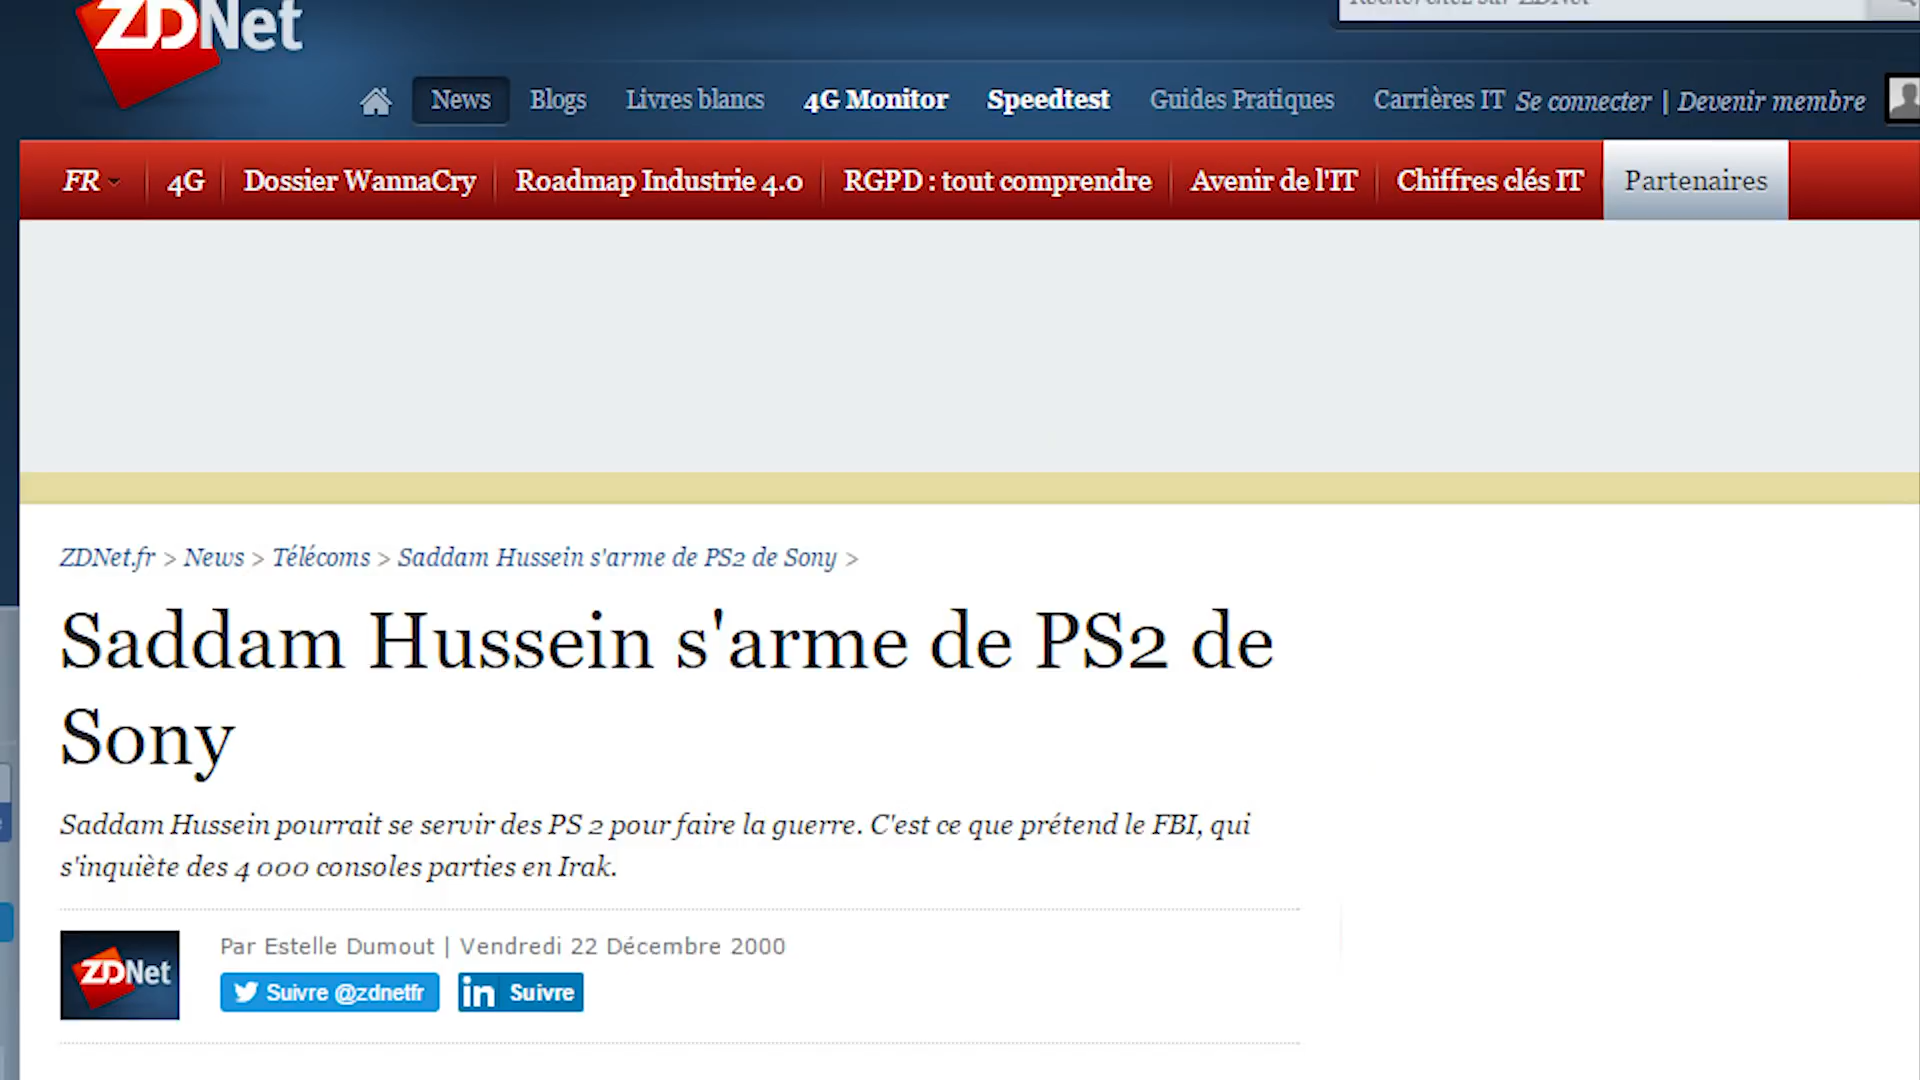 ZDNet
News
Blogs
Livres blancs
4G Monitor
Speedtest
Guides Pratiques
Carrières IT
Se connecter | Devenir membre
FR
4G
Dossier WannaCry
Roadmap Industrie 4.0
RGPD : tout comprendre
Avenir de l'IT
Chiffres clés IT
Partenaires
ZDNet.fr > News > Télécoms > Saddam Hussein s'arme de PS2 de Sony >
Saddam Hussein s'arme de PS2 de
Sony
Saddam Hussein pourrait se servir des PS 2 pour faire la guerre. C'est ce que prétend le FBI, qui
s'inquiète des 4 000 consoles parties en Irak.
ZDNet
Par Estelle Dumout | Vendredi 22 Décembre 2000
Suivre @zdnetfr
in Suivre